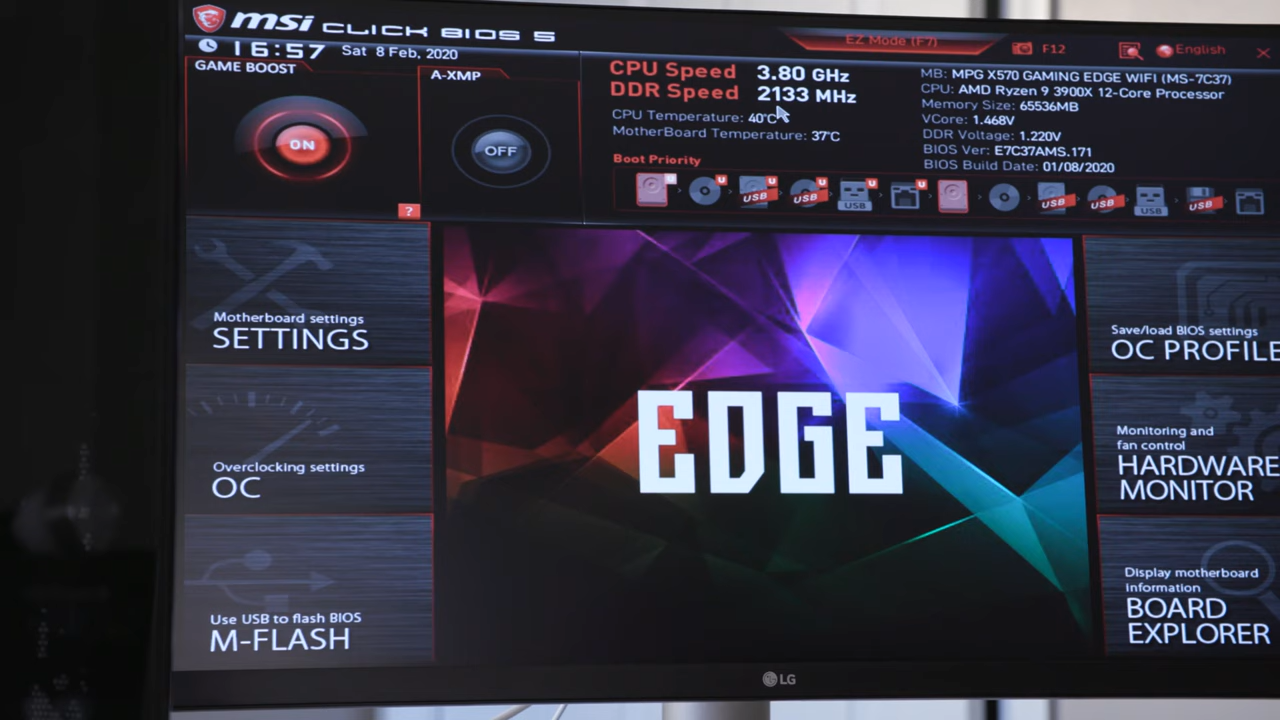 msi CLICK BIOS 5
16:57 Sat 8 Feb, 2020
EZ Mode (F7)
F12
English
X
GAME BOOST
ON
?
A-XMP
OFF
CPU Speed 3.80 GHz
DDR Speed 2133 MHz
CPU Temperature: 40°C
MotherBoard Temperature: 37°C
MB: MPG X570 GAMING EDGE WIFI (MS-7C37)
CPU: AMD Ryzen 9 3900X 12-Core Processor
Memory Size: 65536MB
VCore: 1.468V
DDR Voltage: 1.220V
BIOS Ver: E7C37AMS.171
BIOS Build Date: 01/08/2020
Boot Priority
U U U U U
USB USB USB USB USB USB USB
Motherboard settings
SETTINGS
Overclocking settings
OC
Use USB to flash BIOS
M-FLASH
EDGE
Save/load BIOS settings
OC PROFILE
Monitoring and
fan control
HARDWARE
MONITOR
Display motherboard
information
BOARD
EXPLORER
LG